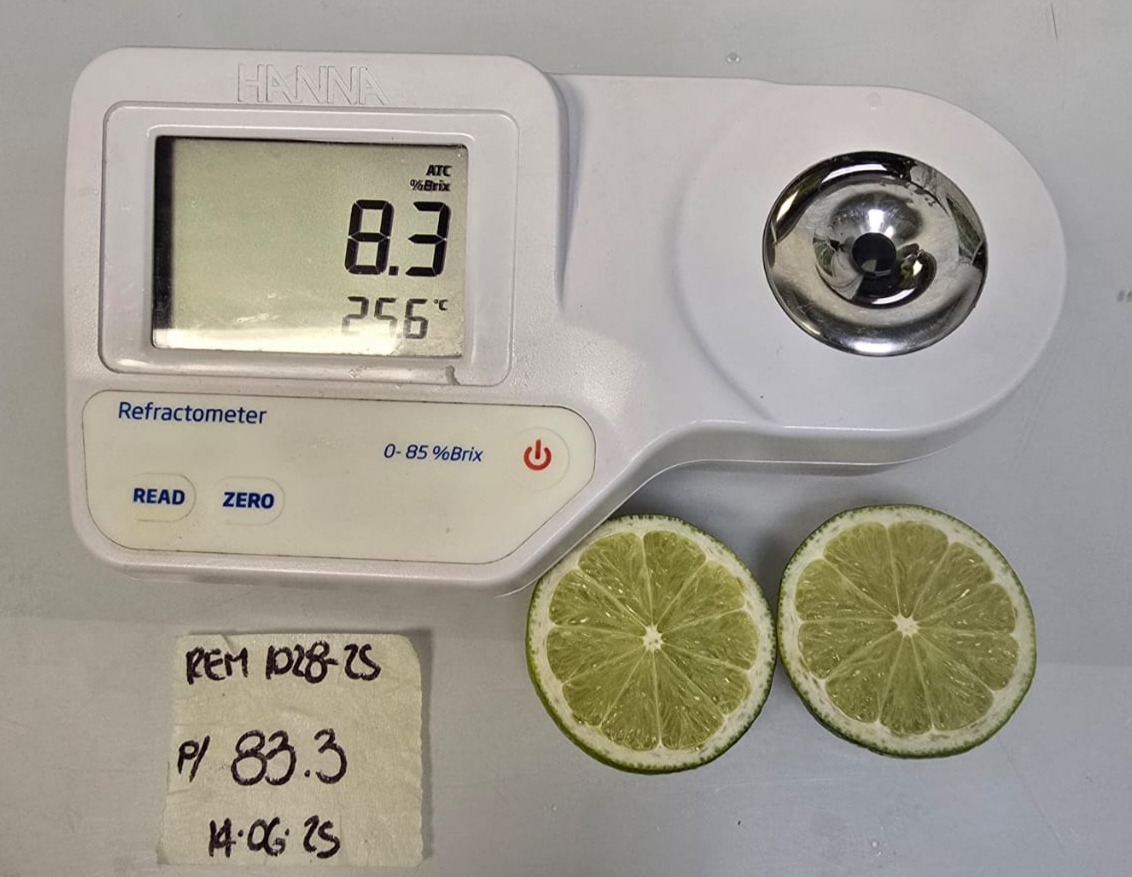 HANNA
ATC
%Brix
8.3
25.6 °C
Refractometer
0-85 %Brix
READ
ZERO
REM 1028-25
P/ 83.3
14.06.25